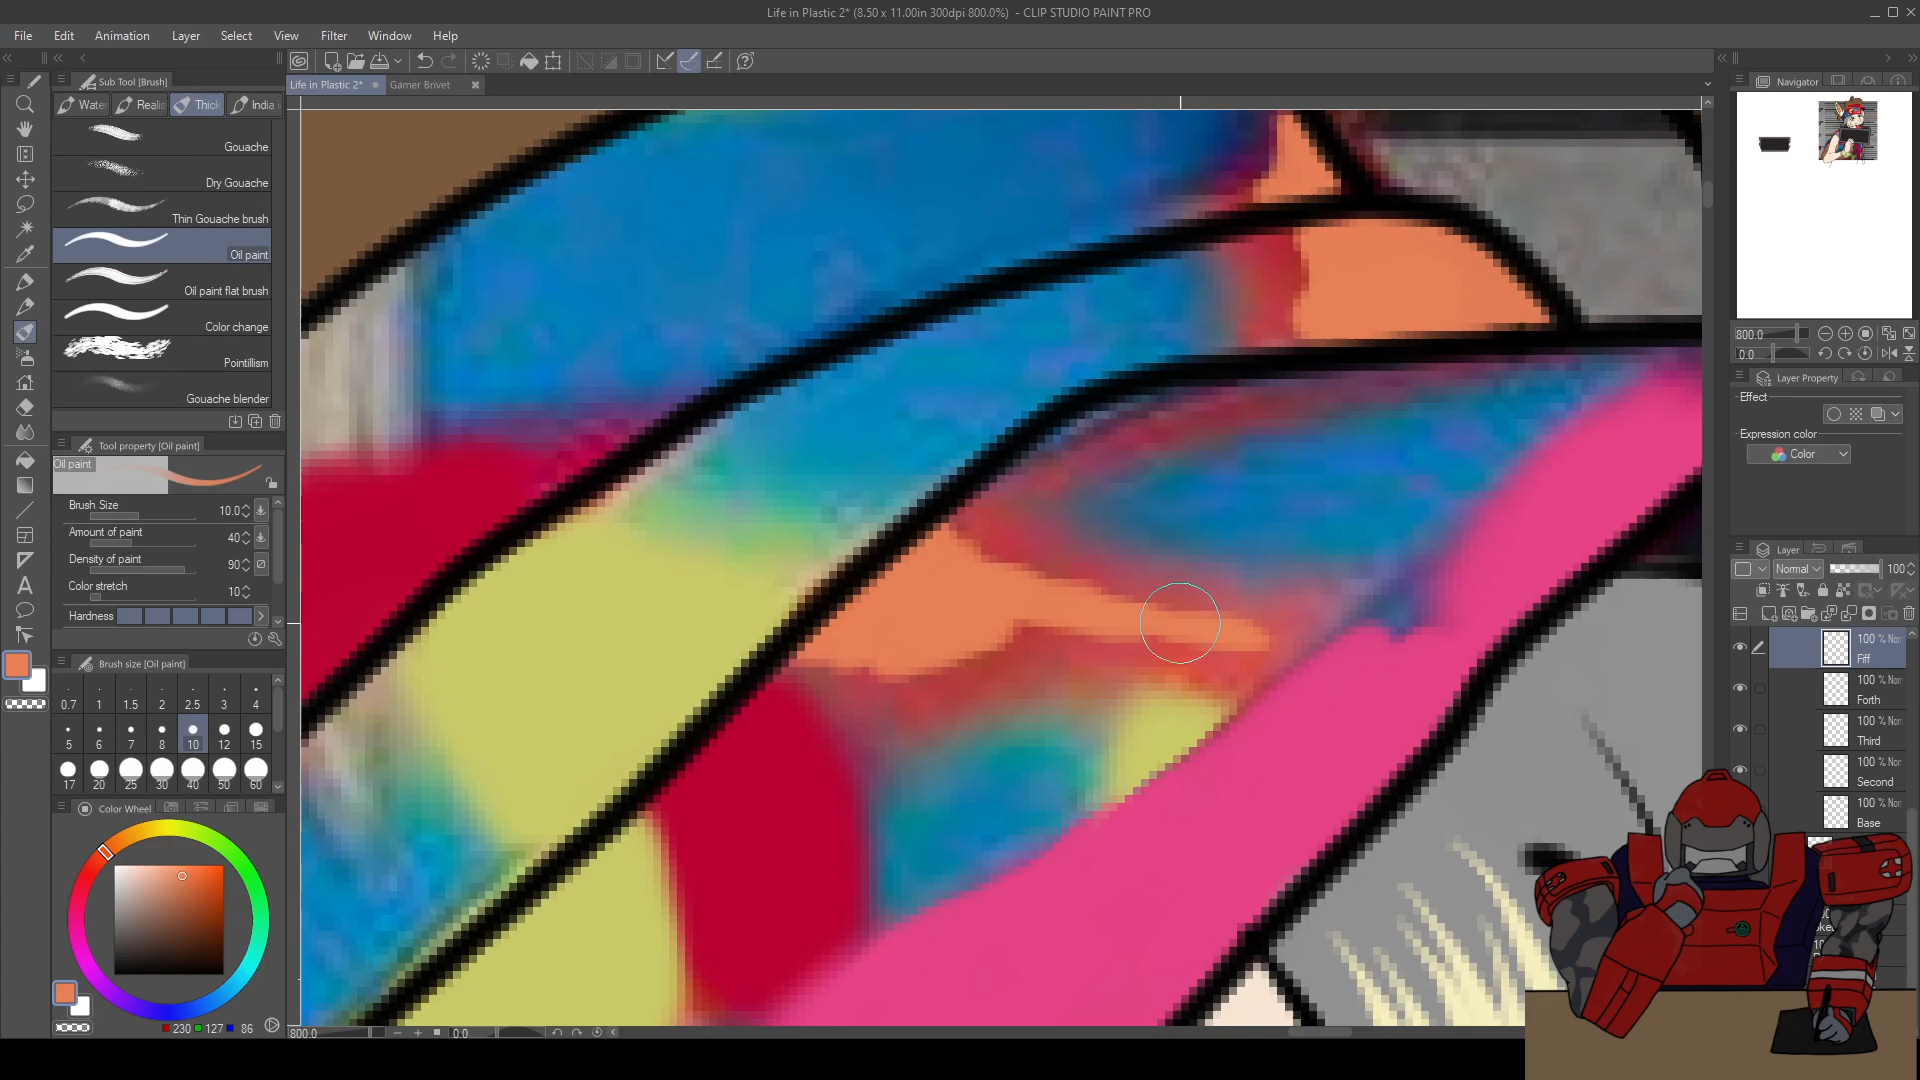 Life in Plastic 2* (8.50 x 11.00in 300dpi 800.0%) - CLIP STUDIO PAINT PRO
File Edit Animation Layer Select View Filter Window Help
Sub Tool [Brush]
Water Realis Thick India
Gouache
Dry Gouache
Thin Gouache brush
Oil paint
Oil paint flat brush
Color change
Pointillism
Gouache blender
Tool property [Oil paint]
Oil paint
Brush Size 10.0
Amount of paint 40
Density of paint 90
Color stretch 10
Hardness
Brush size [Oil paint]
0.7 1 1.5 2 2.5 3 4
5 6 7 8 10 12 15
17 20 25 30 40 50 60
Color Wheel
230 127 86
Life in Plastic 2* Gamer Brivet
800.0 0.0
Navigator
800.0
0.0
Layer Property
Effect
Expression color
Color
Layer
Normal 100
100 % Nor
Fiff
100 % Nor
Forth
100 % Nor
Third
100 % Nor
Second
100 % Nor
Base